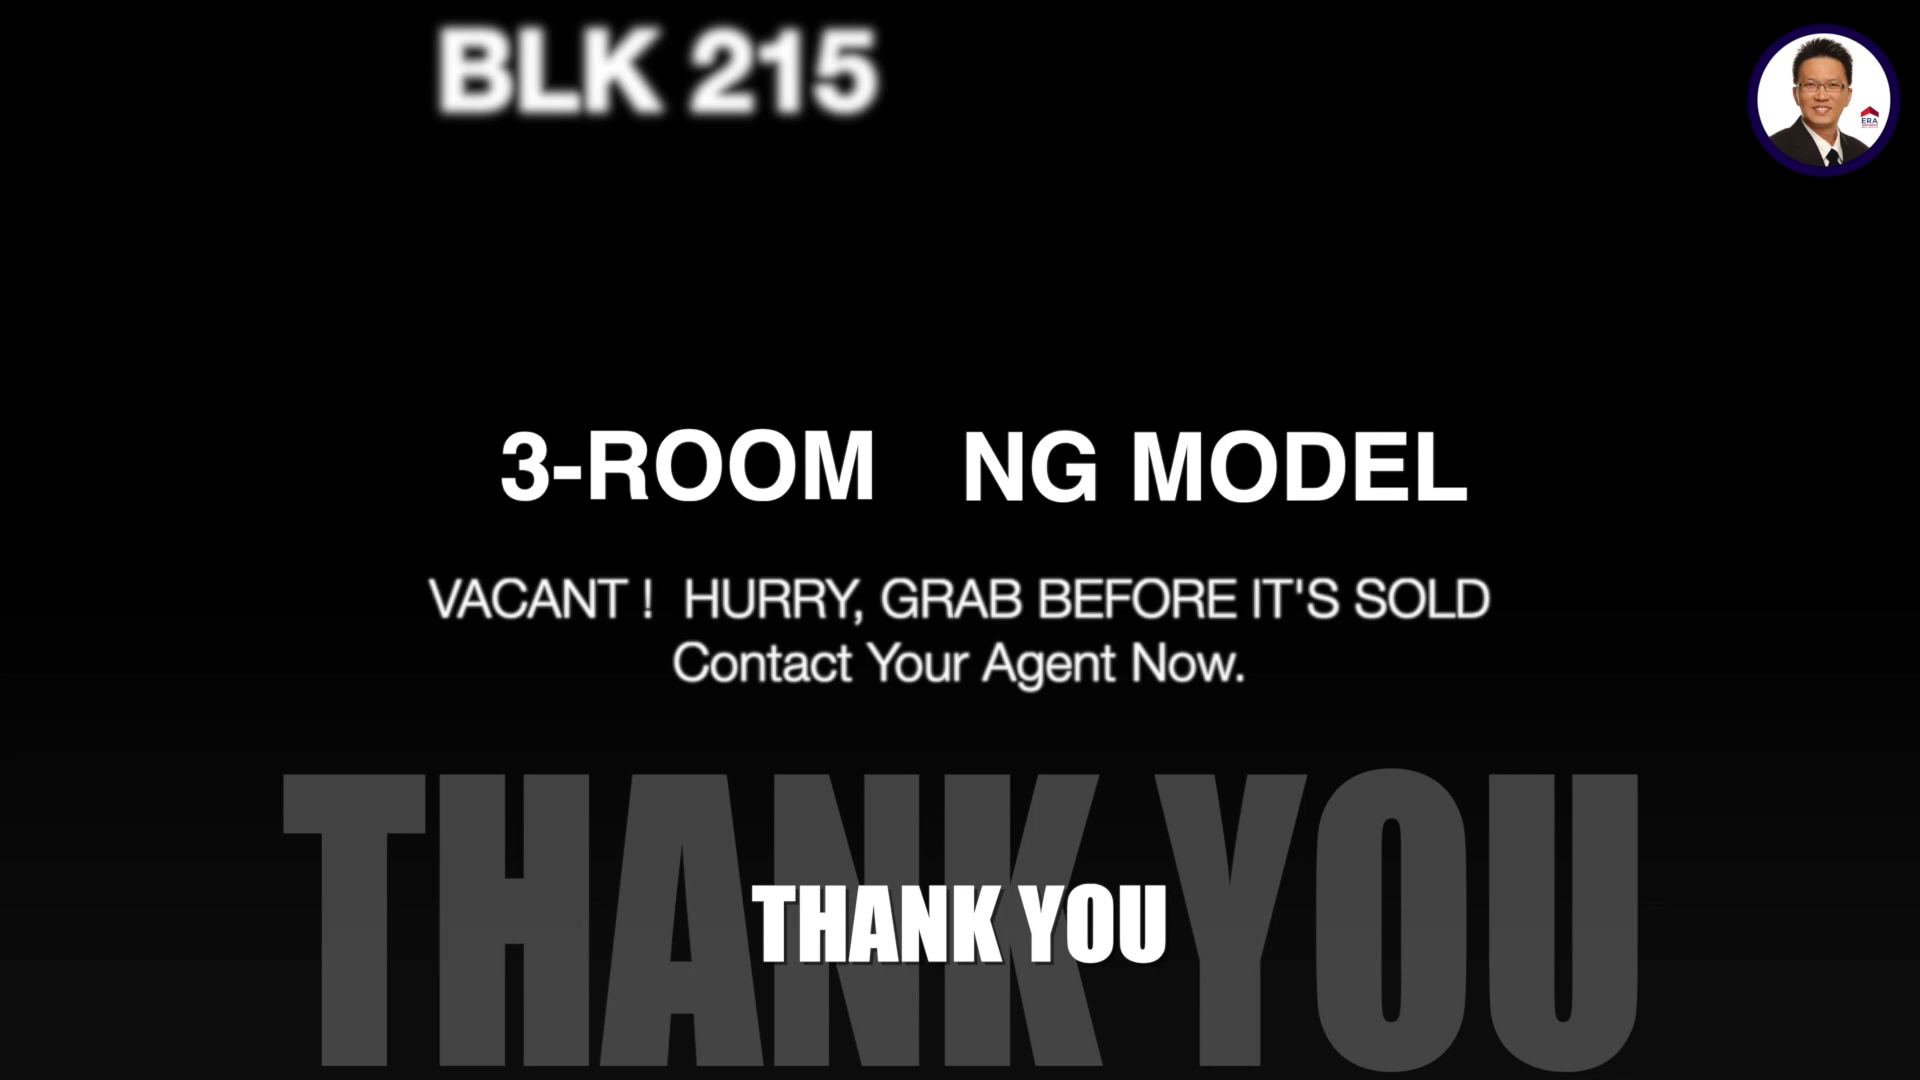 BLK 215
ERA
3-ROOM NG MODEL
VACANT ! HURRY, GRAB BEFORE IT'S SOLD
Contact Your Agent Now.
THANK YOU
THANK YOU